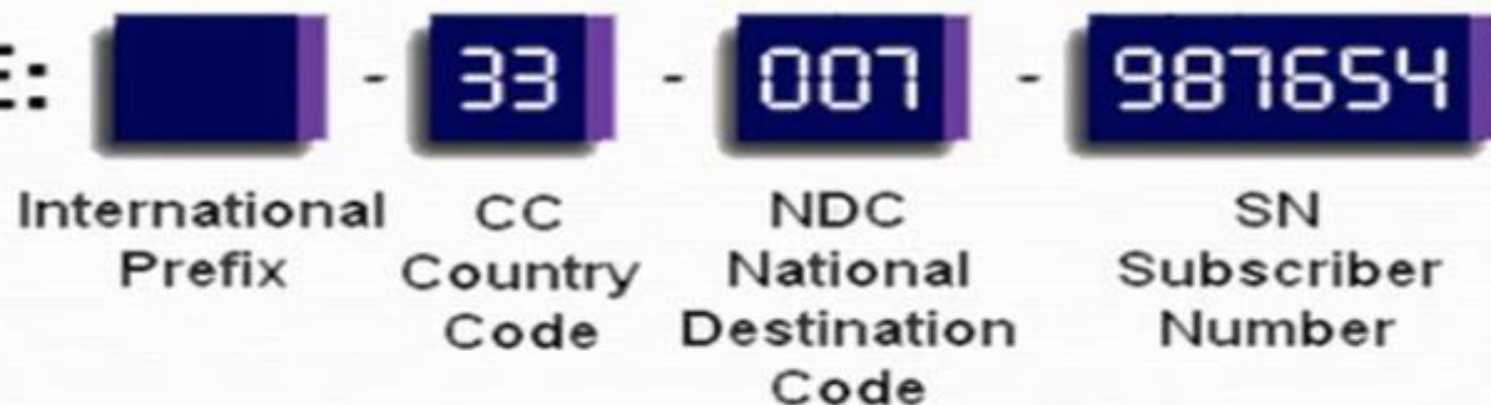 E: - 33 - 007 - 987654
International CC NDC SN
Prefix Country National Subscriber
Code Destination Number
Code